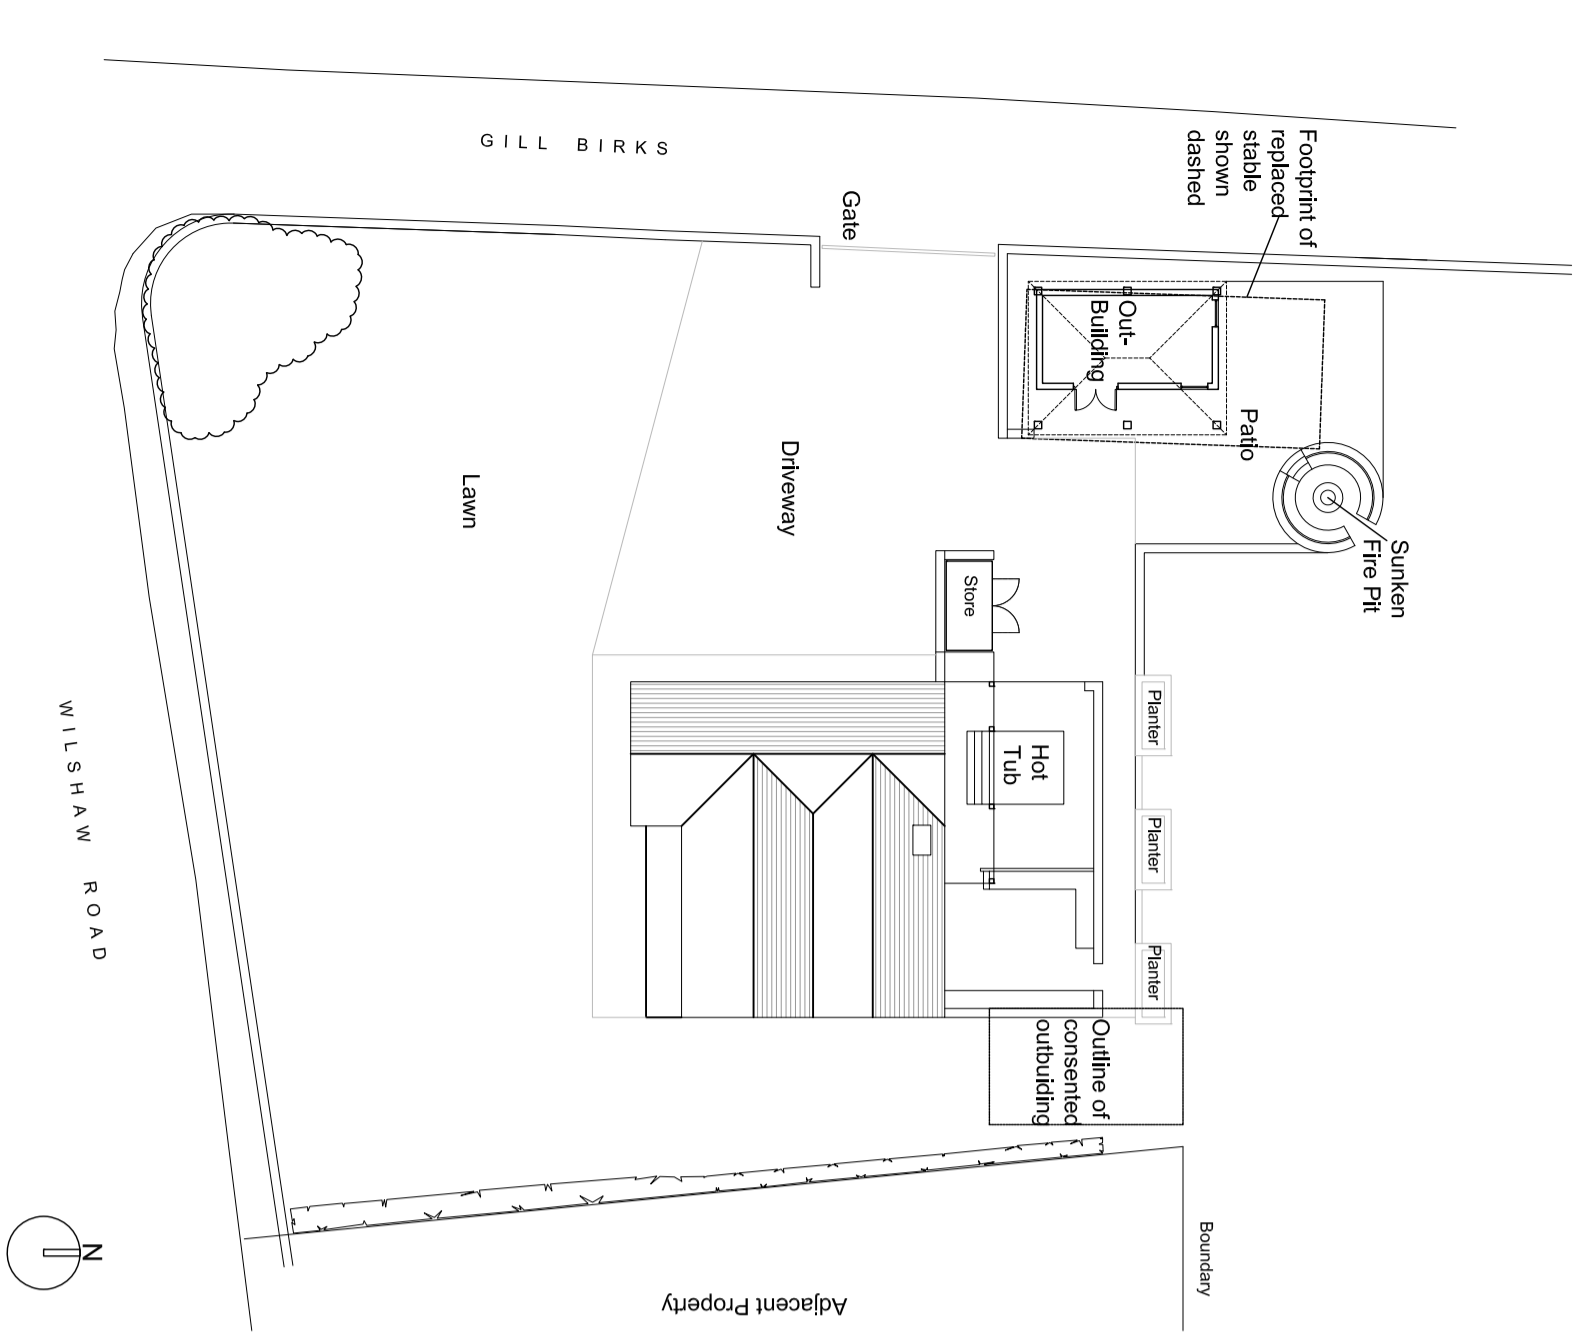 GILL BIRKS
Footprint of
replaced
stable
shown
dashed
Gate
Out-
Building
Patio
Driveway
Lawn
Sunken
Fire Pit
Store
Planter
Hot
Tub
Planter
Planter
WILSHAW ROAD
Outline of
consented
outbuiding
Boundary
Adjacent Property
N